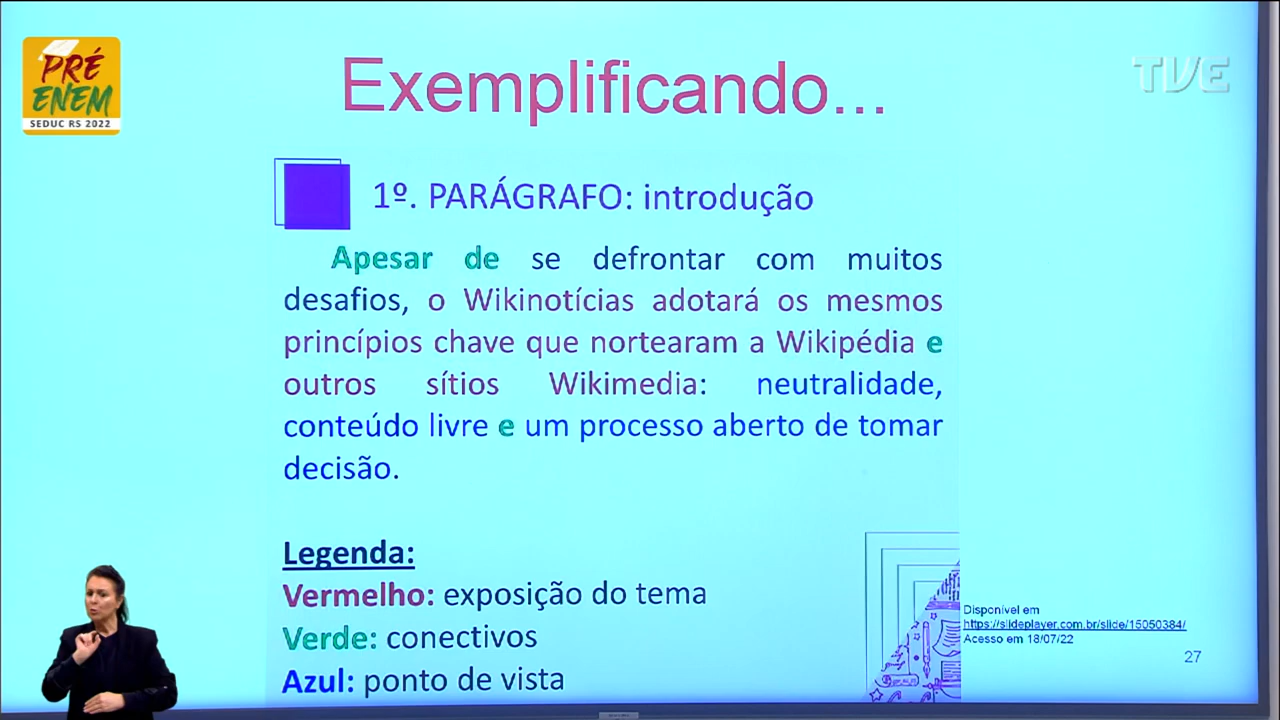 PRÉ
ENEM
SEDUC RS 2022
TVE
Exemplificando...
1º. PARÁGRAFO: introdução
Apesar de se defrontar com muitos
desafios, o Wikinotícias adotará os mesmos
princípios chave que nortearam a Wikipédia e
outros sítios Wikimedia: neutralidade,
conteúdo livre e um processo aberto de tomar
decisão.
Legenda:
Vermelho: exposição do tema
Verde: conectivos
Azul: ponto de vista
Disponível em
https://slideplayer.com.br/slide/15050384/
Acesso em 18/07/22
27